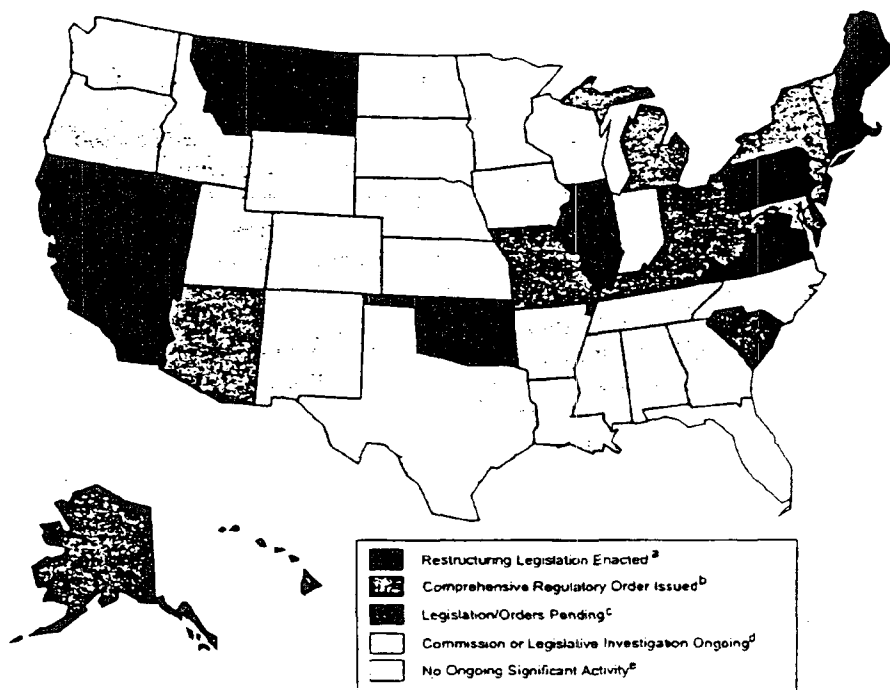 Restructuring Legislation Enacted a
Comprehensive Regulatory Order Issued b
Legislation/Orders Pending c
Commission or Legislative Investigation Ongoing d
No Ongoing Significant Activity e